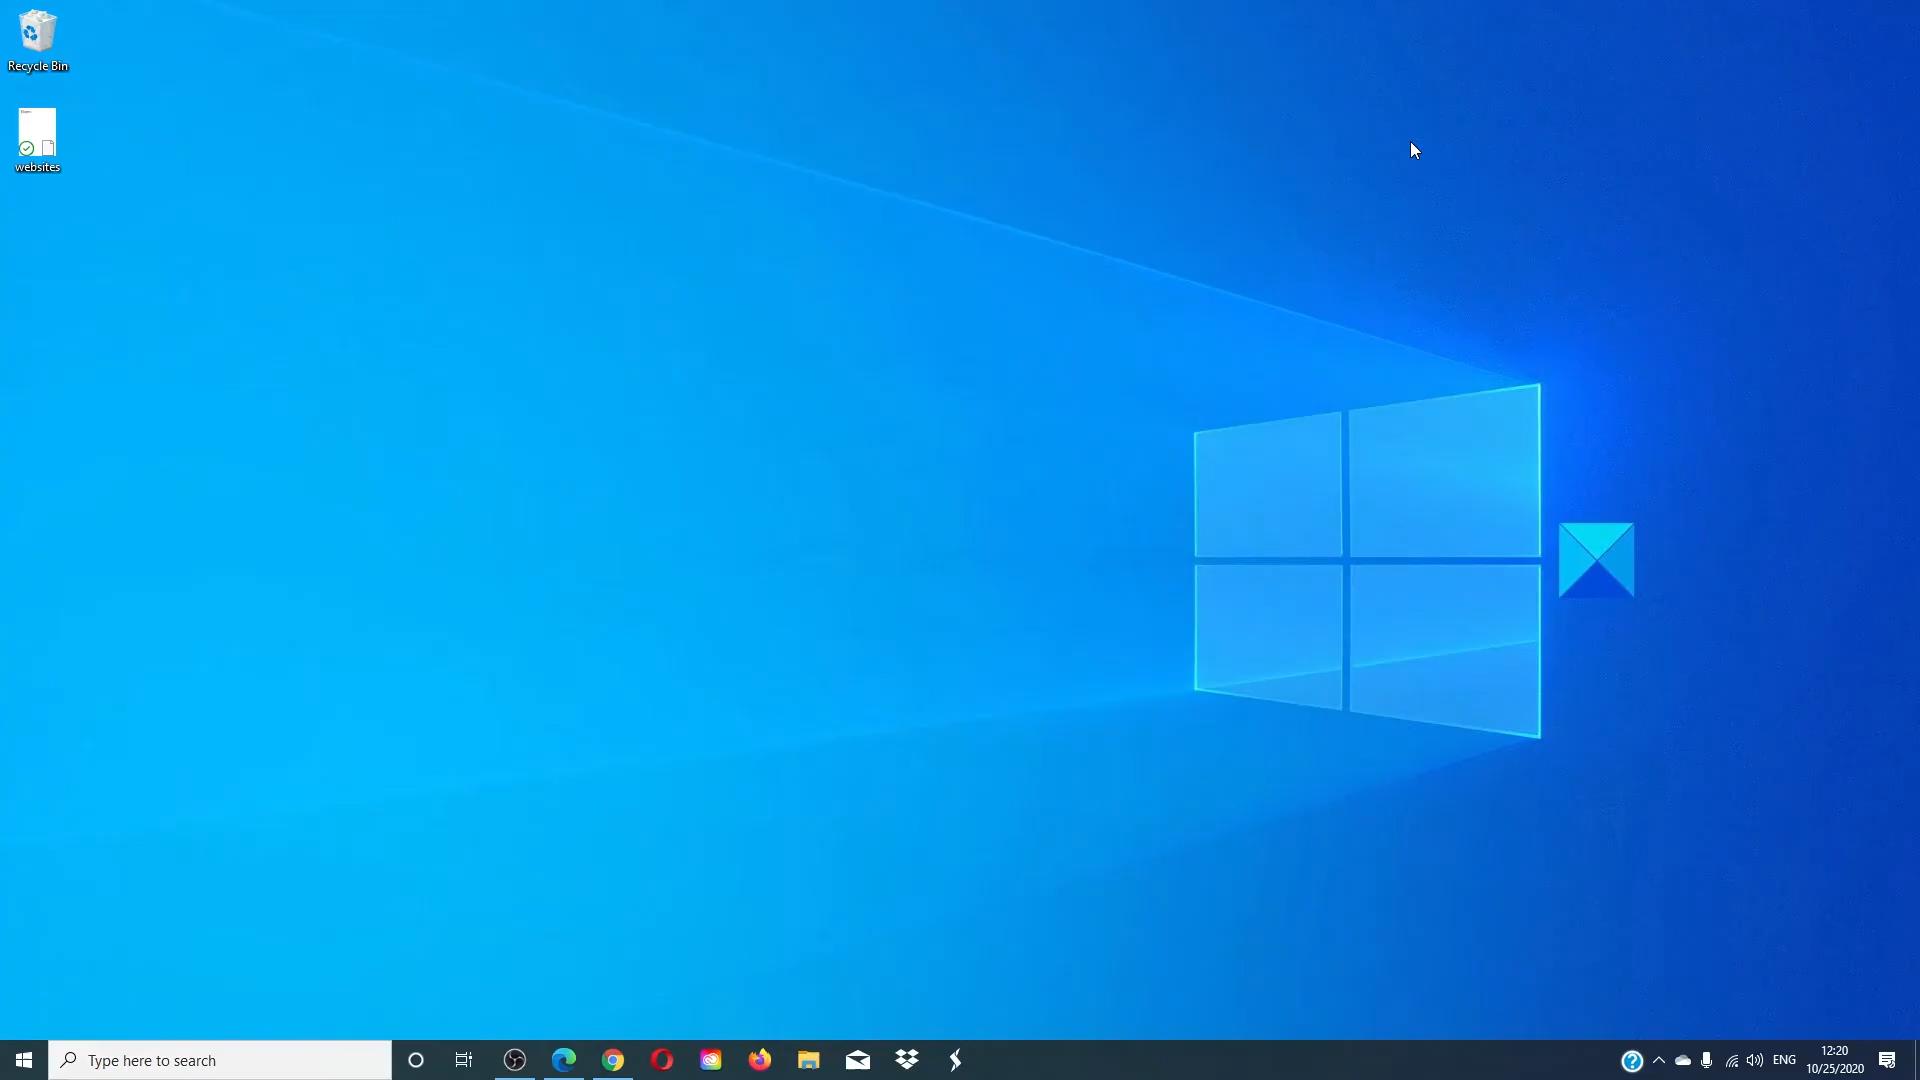 Recycle Bin
websites
Type here to search
ENG
12:20
10/25/2020